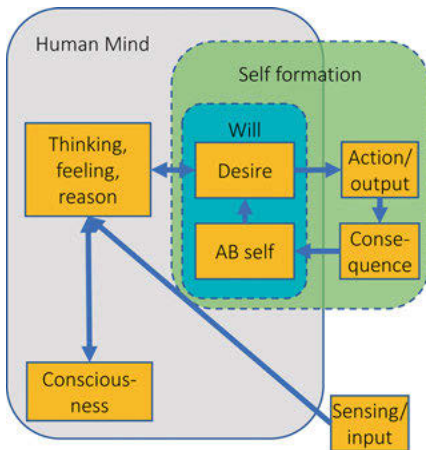 Human Mind
Self formation
Will
Thinking,
feeling,
reason
Desire
Action/
output
AB self
Conse-
quence
Conscious-
ness
Sensing/
input